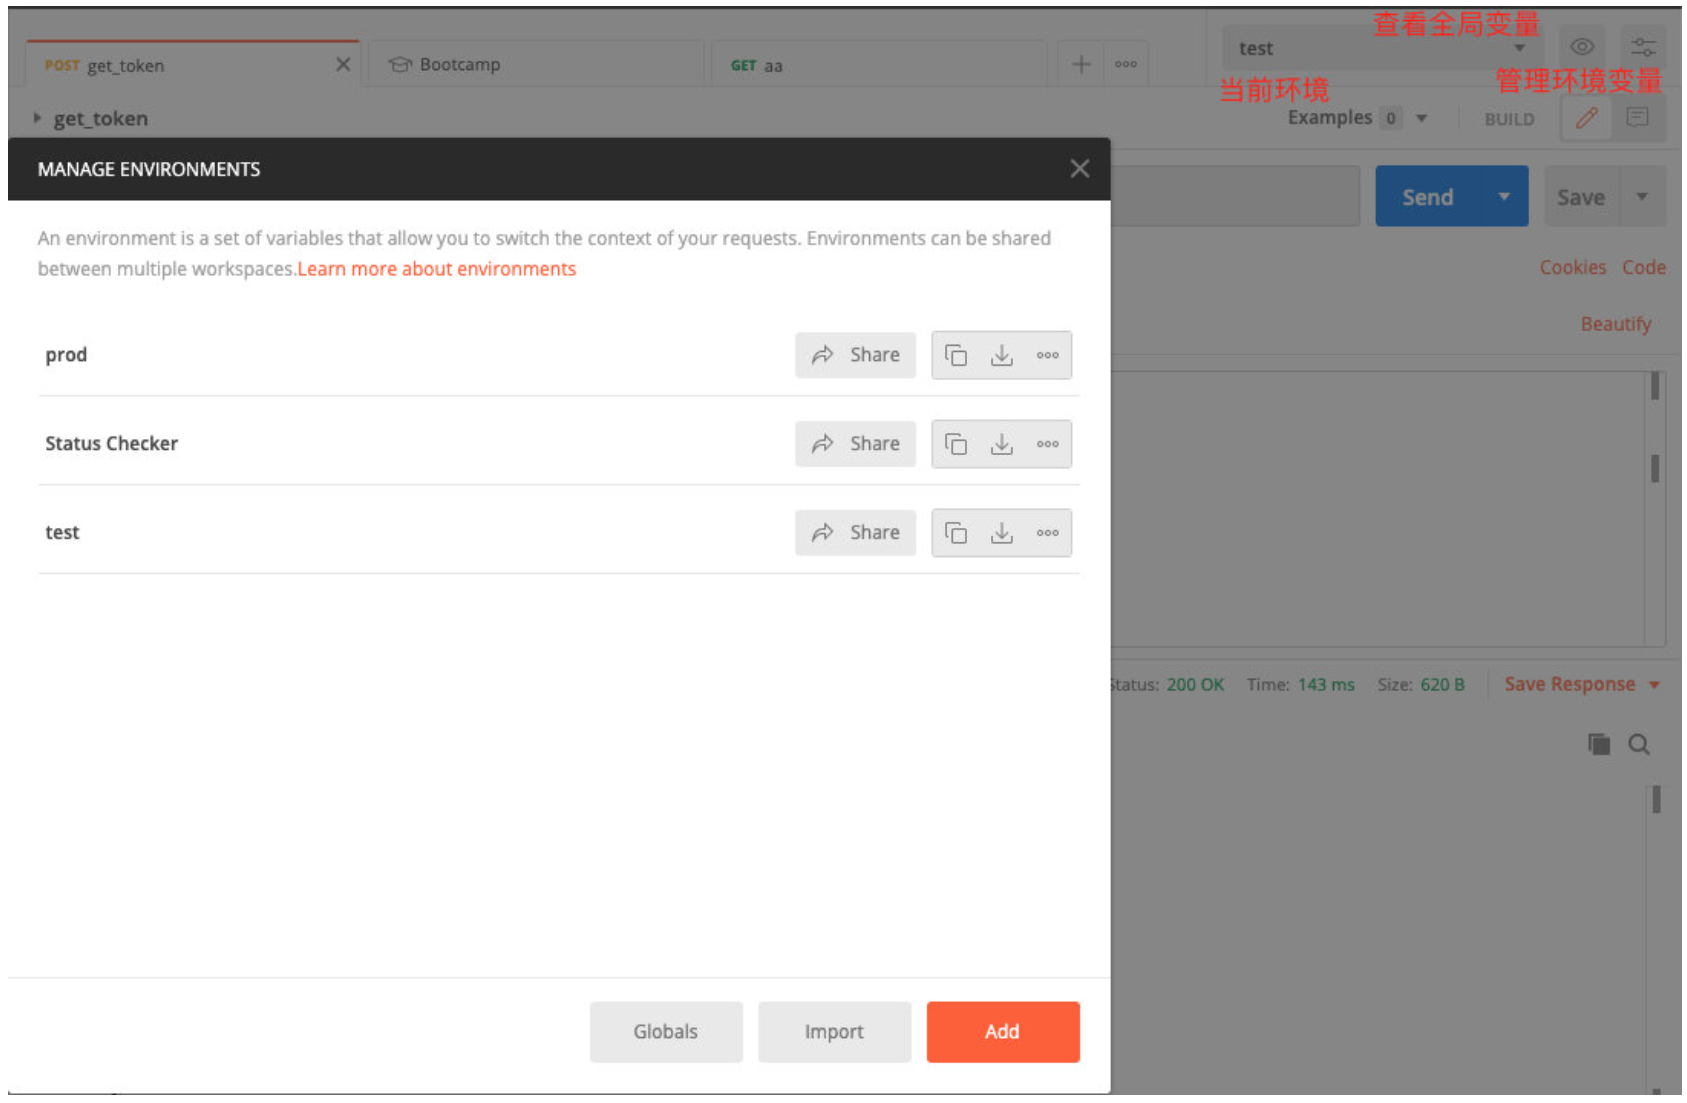 查看全局变量
test
POST get_token
Bootcamp
GET aa
当前环境
管理环境变量
get_token
Examples 0
BUILD
MANAGE ENVIRONMENTS
Send
Save
An environment is a set of variables that allow you to switch the context of your requests. Environments can be shared
between multiple workspaces.Learn more about environments
Cookies Code
Beautify
prod
Share
Status Checker
Share
test
Share
Status: 200 OK Time: 143 ms Size: 620 B Save Response
Globals
Import
Add